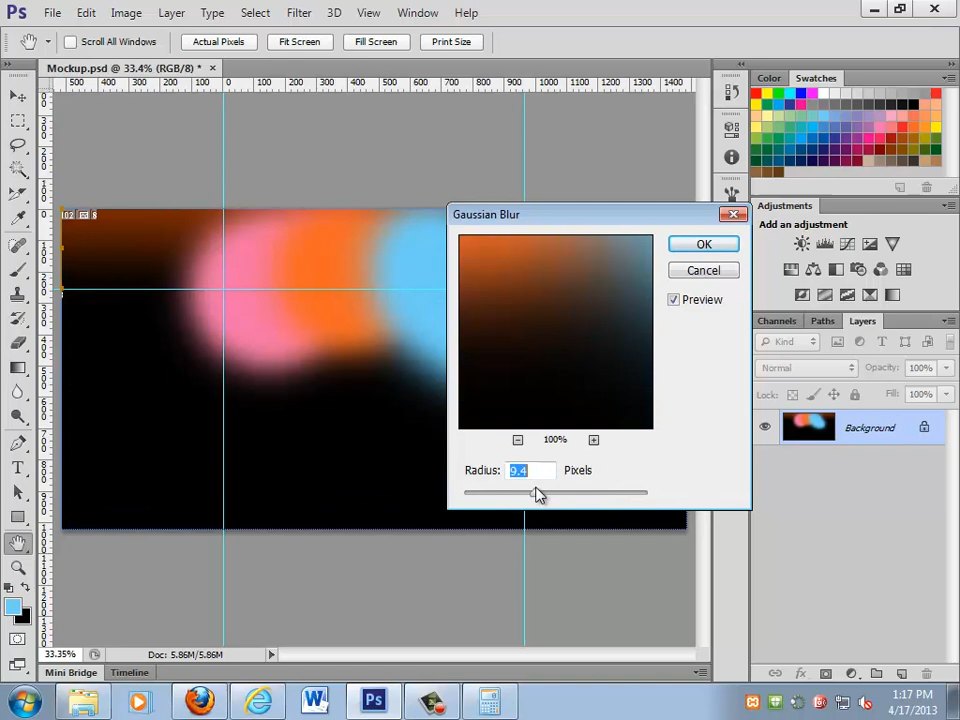 Ps File Edit Image Layer Type Select Filter 3D View Window Help
Scroll All Windows Actual Pixels Fit Screen Fill Screen Print Size
Mockup.psd @ 33.4% (RGB/8) * ×
500 400 300 200 100 0 100 200 300 400 500 600 700 800 900 1000 1100 1200 1300 1400
Color Swatches
02 8
Gaussian Blur
OK
Cancel
Preview
100%
Radius: 9.4 Pixels
Adjustments
Add an adjustment
Channels Paths Layers
Kind
Normal Opacity: 100%
Lock: Fill: 100%
Background
33.35% Doc: 5.86M/5.86M
Mini Bridge Timeline
1:17 PM
4/17/2013